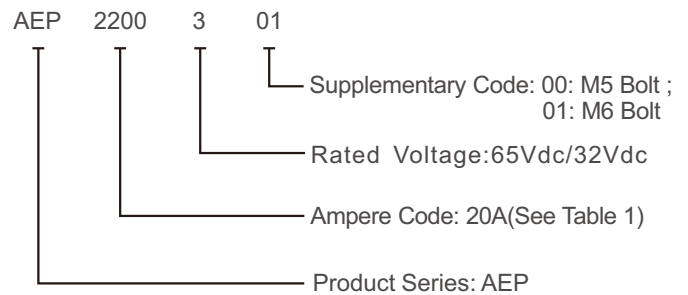 AEP 2200 3 01
Supplementary Code: 00: M5 Bolt ;
01: M6 Bolt
Rated Voltage:65Vdc/32Vdc
Ampere Code: 20A(See Table 1)
Product Series: AEP